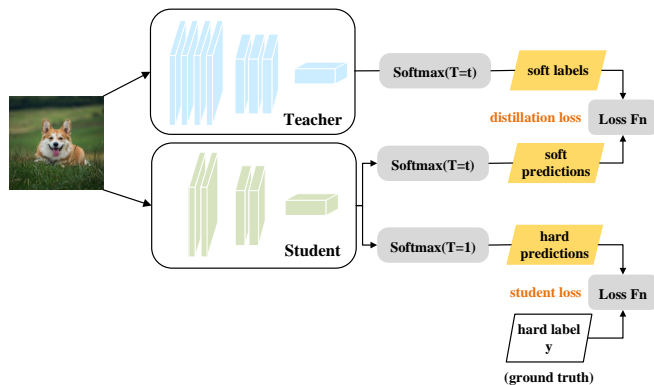 Teacher
Softmax(T=t)
soft labels
distillation loss
Loss Fn
Softmax(T=t)
soft
predictions
Student
Softmax(T=1)
hard
predictions
student loss
Loss Fn
hard label
y
(ground truth)